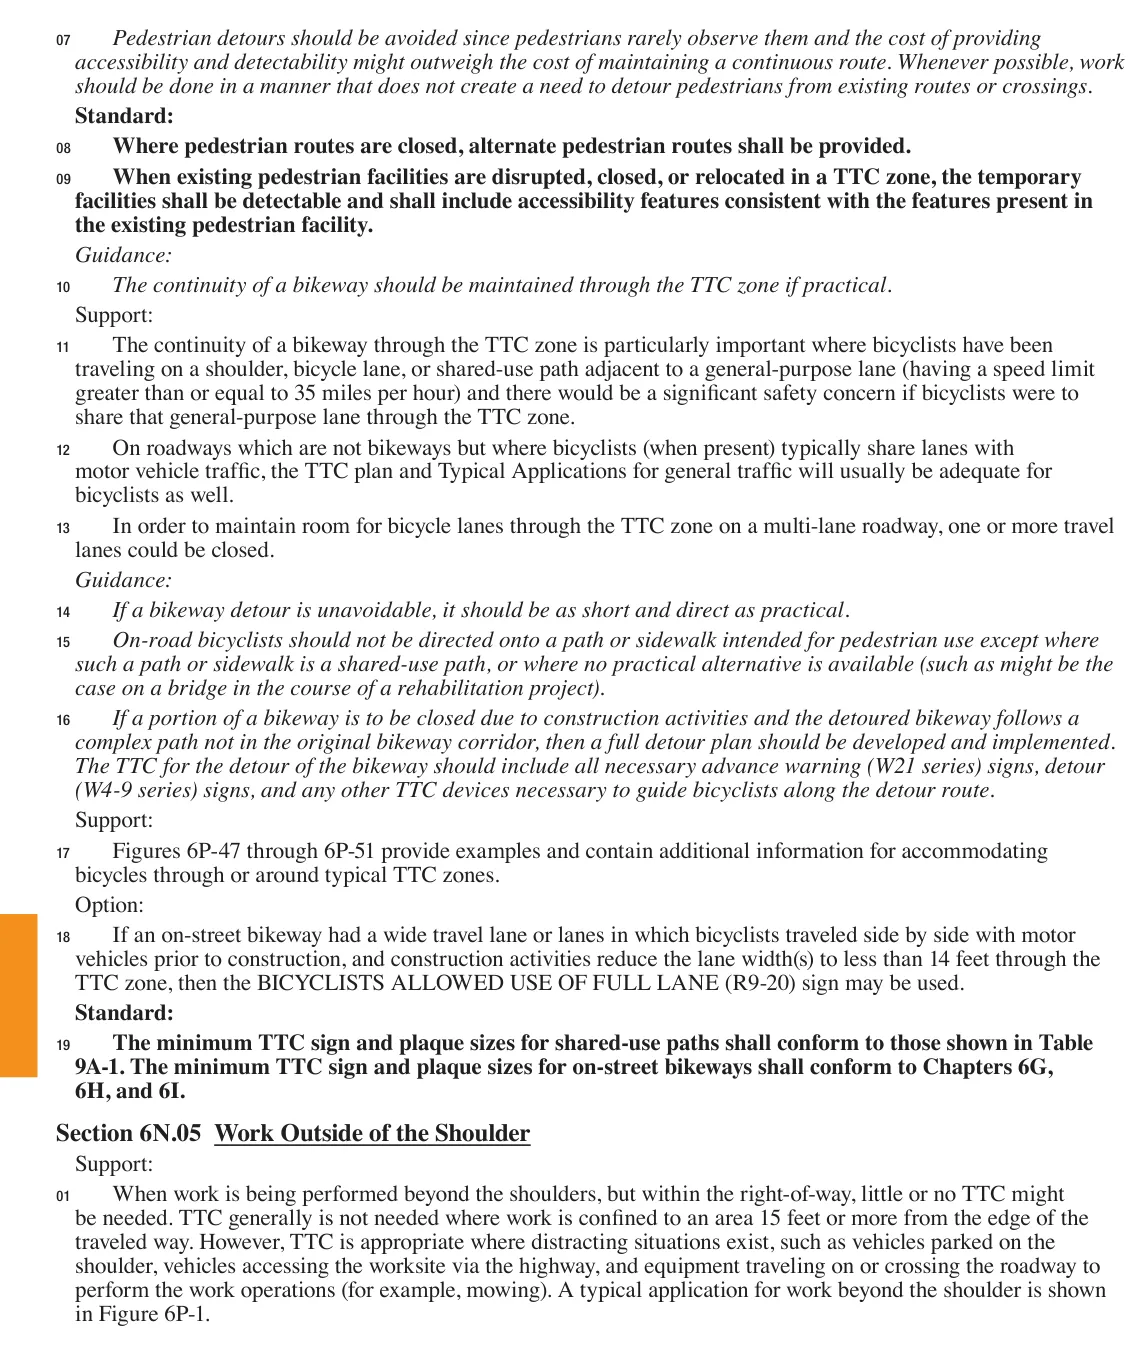 07 Pedestrian detours should be avoided since pedestrians rarely observe them and the cost of providing
accessibility and detectability might outweigh the cost of maintaining a continuous route. Whenever possible, work
should be done in a manner that does not create a need to detour pedestrians from existing routes or crossings.
Standard:
08 Where pedestrian routes are closed, alternate pedestrian routes shall be provided.
09 When existing pedestrian facilities are disrupted, closed, or relocated in a TTC zone, the temporary
facilities shall be detectable and shall include accessibility features consistent with the features present in
the existing pedestrian facility.
Guidance:
10 The continuity of a bikeway should be maintained through the TTC zone if practical.
Support:
11 The continuity of a bikeway through the TTC zone is particularly important where bicyclists have been
traveling on a shoulder, bicycle lane, or shared-use path adjacent to a general-purpose lane (having a speed limit
greater than or equal to 35 miles per hour) and there would be a significant safety concern if bicyclists were to
share that general-purpose lane through the TTC zone.
12 On roadways which are not bikeways but where bicyclists (when present) typically share lanes with
motor vehicle traffic, the TTC plan and Typical Applications for general traffic will usually be adequate for
bicyclists as well.
13 In order to maintain room for bicycle lanes through the TTC zone on a multi-lane roadway, one or more travel
lanes could be closed.
Guidance:
14 If a bikeway detour is unavoidable, it should be as short and direct as practical.
15 On-road bicyclists should not be directed onto a path or sidewalk intended for pedestrian use except where
such a path or sidewalk is a shared-use path, or where no practical alternative is available (such as might be the
case on a bridge in the course of a rehabilitation project).
16 If a portion of a bikeway is to be closed due to construction activities and the detoured bikeway follows a
complex path not in the original bikeway corridor, then a full detour plan should be developed and implemented.
The TTC for the detour of the bikeway should include all necessary advance warning (W21 series) signs, detour
(W4-9 series) signs, and any other TTC devices necessary to guide bicyclists along the detour route.
Support:
17 Figures 6P-47 through 6P-51 provide examples and contain additional information for accommodating
bicycles through or around typical TTC zones.
Option:
18 If an on-street bikeway had a wide travel lane or lanes in which bicyclists traveled side by side with motor
vehicles prior to construction, and construction activities reduce the lane width(s) to less than 14 feet through the
TTC zone, then the BICYCLISTS ALLOWED USE OF FULL LANE (R9-20) sign may be used.
Standard:
19 The minimum TTC sign and plaque sizes for shared-use paths shall conform to those shown in Table
9A-1. The minimum TTC sign and plaque sizes for on-street bikeways shall conform to Chapters 6G,
6H, and 6I.
Section 6N.05 Work Outside of the Shoulder
Support:
01 When work is being performed beyond the shoulders, but within the right-of-way, little or no TTC might
be needed. TTC generally is not needed where work is confined to an area 15 feet or more from the edge of the
traveled way. However, TTC is appropriate where distracting situations exist, such as vehicles parked on the
shoulder, vehicles accessing the worksite via the highway, and equipment traveling on or crossing the roadway to
perform the work operations (for example, mowing). A typical application for work beyond the shoulder is shown
in Figure 6P-1.